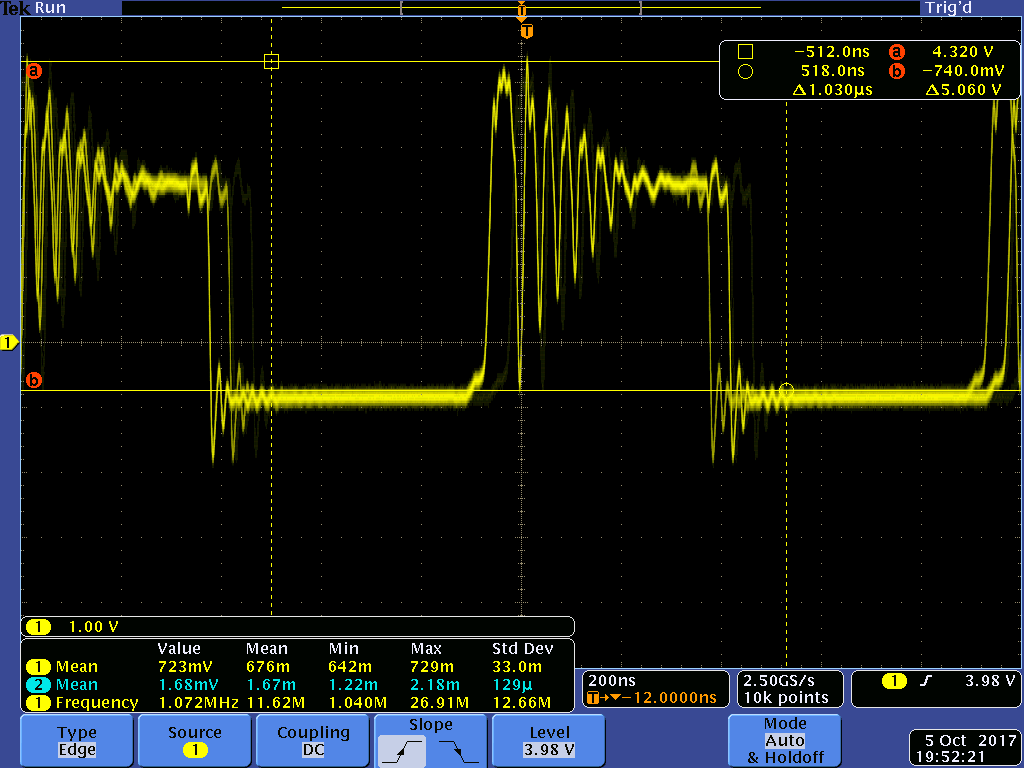 Tek Run Trig'd
T
T
a
□ −512.0ns a 4.320 V
○ 518.0ns b −740.0mV
Δ1.030µs Δ5.060 V
1
b
1 1.00 V
Value Mean Min Max Std Dev
1 Mean 723mV 676m 642m 729m 33.0m
2 Mean 1.68mV 1.67m 1.22m 2.18m 129µ
1 Frequency 1.072MHz 11.62M 1.040M 26.91M 12.66M
200ns
T→▼−12.0000ns
2.50GS/s
10k points
1 ∫ 3.98 V
Type
Edge
Source
1
Coupling
DC
Slope
Level
3.98 V
Mode
Auto
& Holdoff
5 Oct 2017
19:52:21